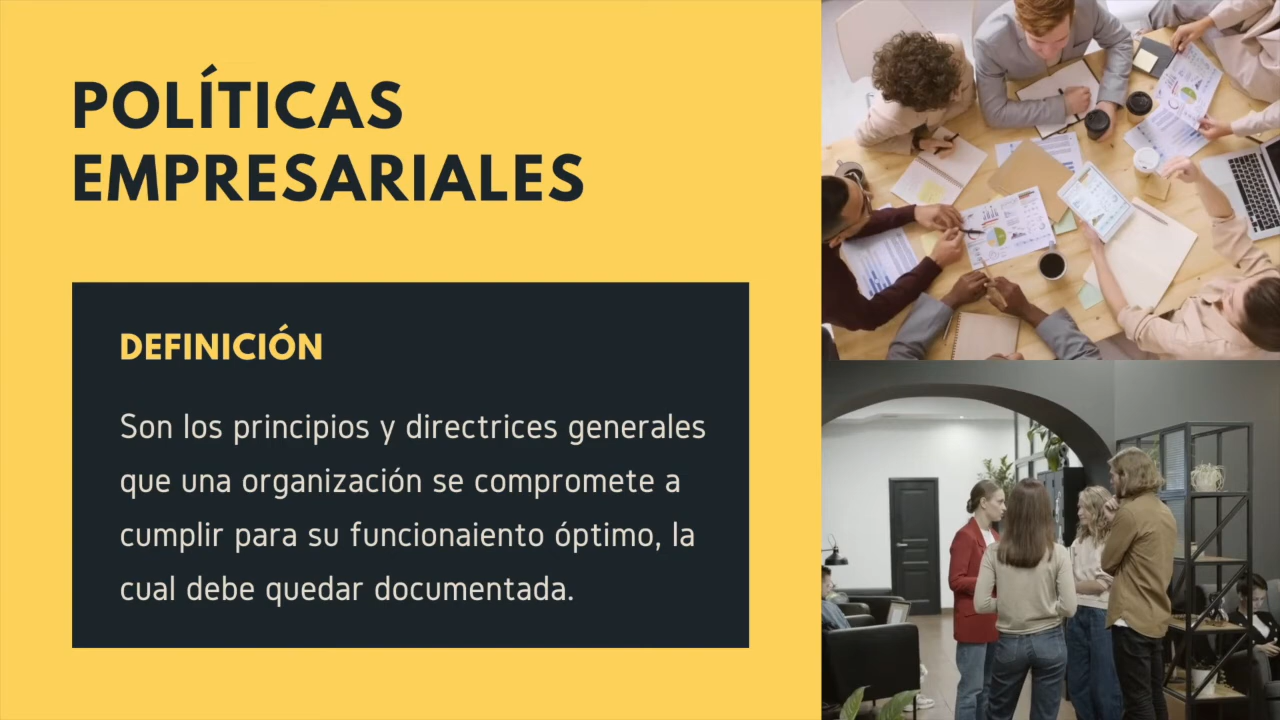 POLÍTICAS
EMPRESARIALES
DEFINICIÓN
Son los principios y directrices generales
que una organización se compromete a
cumplir para su funcionaiento óptimo, la
cual debe quedar documentada.